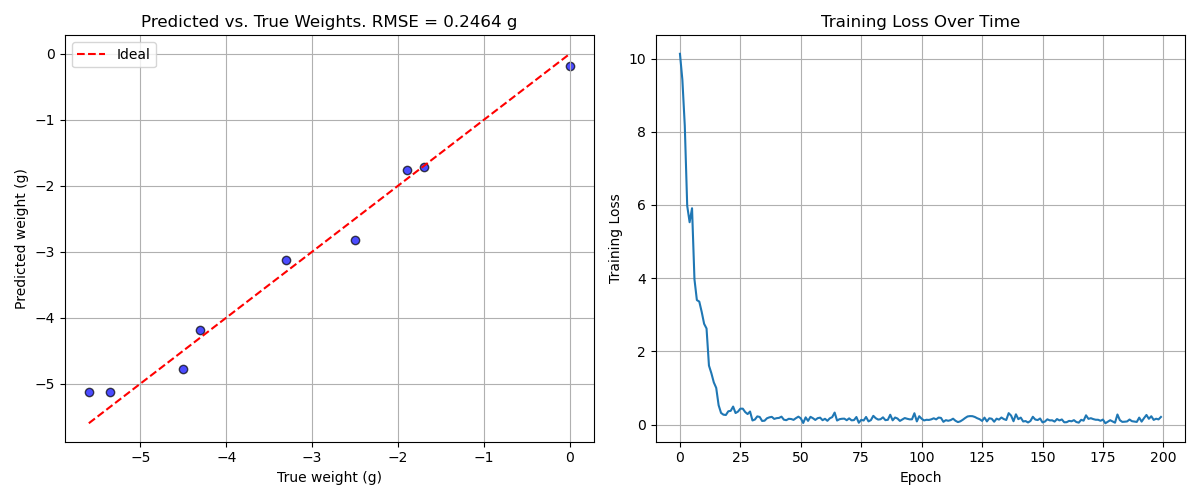 Predicted vs. True Weights. RMSE = 0.2464 g
Ideal
0
−1
−2
−3
−4
−5
Predicted weight (g)
−5 −4 −3 −2 −1 0
True weight (g)
Training Loss Over Time
10
8
6
4
2
0
Training Loss
0 25 50 75 100 125 150 175 200
Epoch